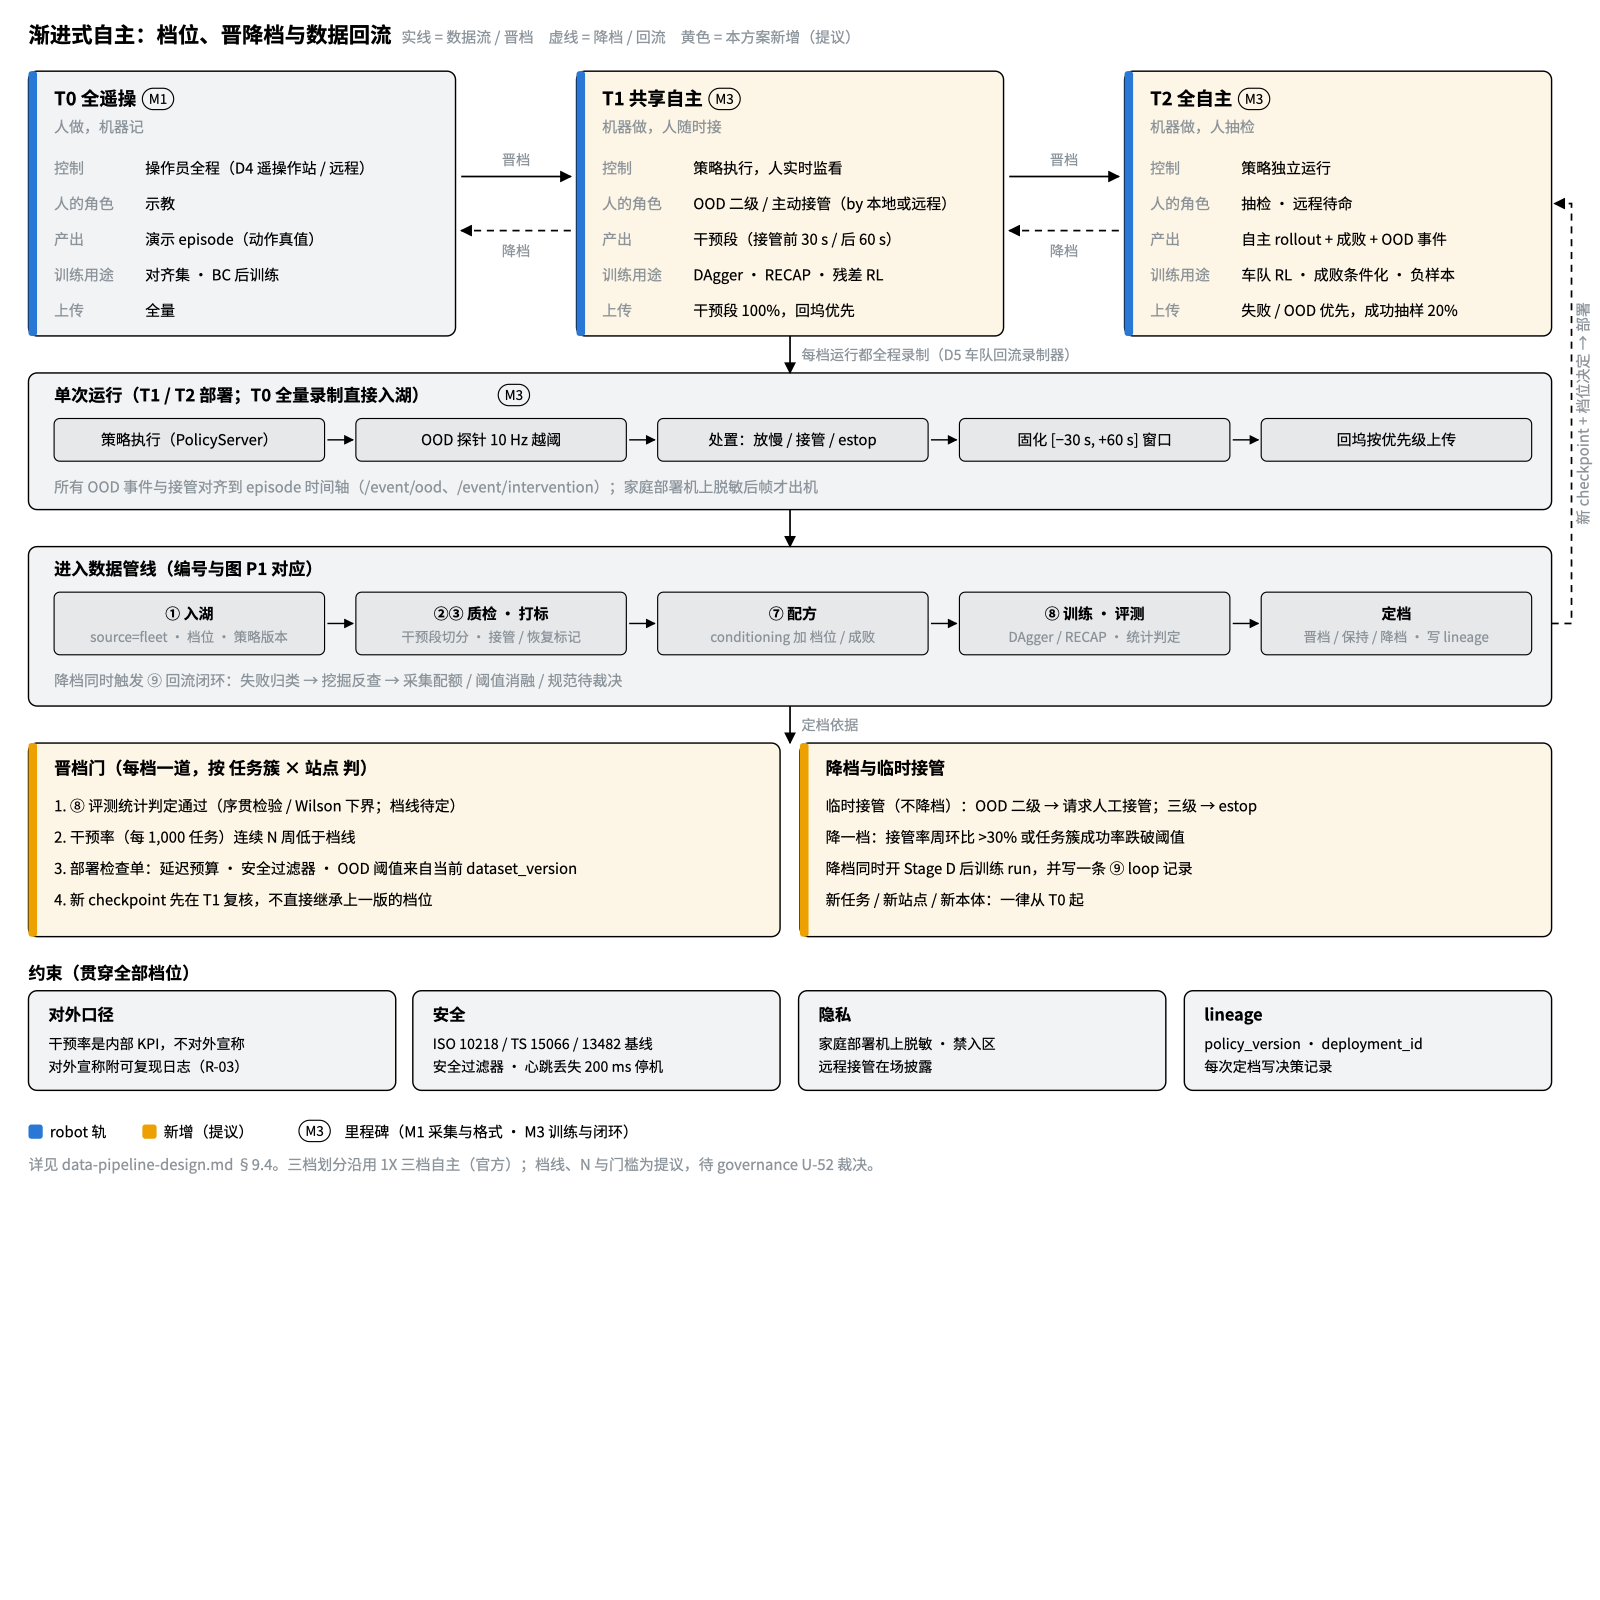 渐进式自主：档位、晋降档与数据回流 实线 = 数据流 / 晋档 虚线 = 降档 / 回流 黄色 = 本方案新增（提议）
T0 全遥操 M1
人做，机器记
控制 操作员全程（D4 遥操作站 / 远程）
人的角色 示教
产出 演示 episode（动作真值）
训练用途 对齐集 · BC 后训练
上传 全量
晋档
降档
T1 共享自主 M3
机器做，人随时接
控制 策略执行，人实时监看
人的角色 OOD 二级 / 主动接管（by 本地或远程）
产出 干预段（接管前 30 s / 后 60 s）
训练用途 DAgger · RECAP · 残差 RL
上传 干预段 100%，回坞优先
晋档
降档
T2 全自主 M3
机器做，人抽检
控制 策略独立运行
人的角色 抽检 · 远程待命
产出 自主 rollout + 成败 + OOD 事件
训练用途 车队 RL · 成败条件化 · 负样本
上传 失败 / OOD 优先，成功抽样 20%
新 checkpoint + 档位决定 → 部署
每档运行都全程录制（D5 车队回流录制器）
单次运行（T1 / T2 部署；T0 全量录制直接入湖） M3
策略执行（PolicyServer）
OOD 探针 10 Hz 越阈
处置：放慢 / 接管 / estop
固化 [−30 s, +60 s] 窗口
回坞按优先级上传
所有 OOD 事件与接管对齐到 episode 时间轴（/event/ood、/event/intervention）；家庭部署机上脱敏后帧才出机
进入数据管线（编号与图 P1 对应）
① 入湖
source=fleet · 档位 · 策略版本
②③ 质检 · 打标
干预段切分 · 接管 / 恢复标记
⑦ 配方
conditioning 加 档位 / 成败
⑧ 训练 · 评测
DAgger / RECAP · 统计判定
定档
晋档 / 保持 / 降档 · 写 lineage
降档同时触发 ⑨ 回流闭环：失败归类 → 挖掘反查 → 采集配额 / 阈值消融 / 规范待裁决
定档依据
晋档门（每档一道，按 任务簇 × 站点 判）
1. ⑧ 评测统计判定通过（序贯检验 / Wilson 下界；档线待定）
2. 干预率（每 1,000 任务）连续 N 周低于档线
3. 部署检查单：延迟预算 · 安全过滤器 · OOD 阈值来自当前 dataset_version
4. 新 checkpoint 先在 T1 复核，不直接继承上一版的档位
降档与临时接管
临时接管（不降档）：OOD 二级 → 请求人工接管；三级 → estop
降一档：接管率周环比 >30% 或任务簇成功率跌破阈值
降档同时开 Stage D 后训练 run，并写一条 ⑨ loop 记录
新任务 / 新站点 / 新本体：一律从 T0 起
约束（贯穿全部档位）
对外口径
干预率是内部 KPI，不对外宣称
对外宣称附可复现日志（R-03）
安全
ISO 10218 / TS 15066 / 13482 基线
安全过滤器 · 心跳丢失 200 ms 停机
隐私
家庭部署机上脱敏 · 禁入区
远程接管在场披露
lineage
policy_version · deployment_id
每次定档写决策记录
robot 轨 新增（提议） M3 里程碑（M1 采集与格式 · M3 训练与闭环）
详见 data-pipeline-design.md §9.4。三档划分沿用 1X 三档自主（官方）；档线、N 与门槛为提议，待 governance U-52 裁决。